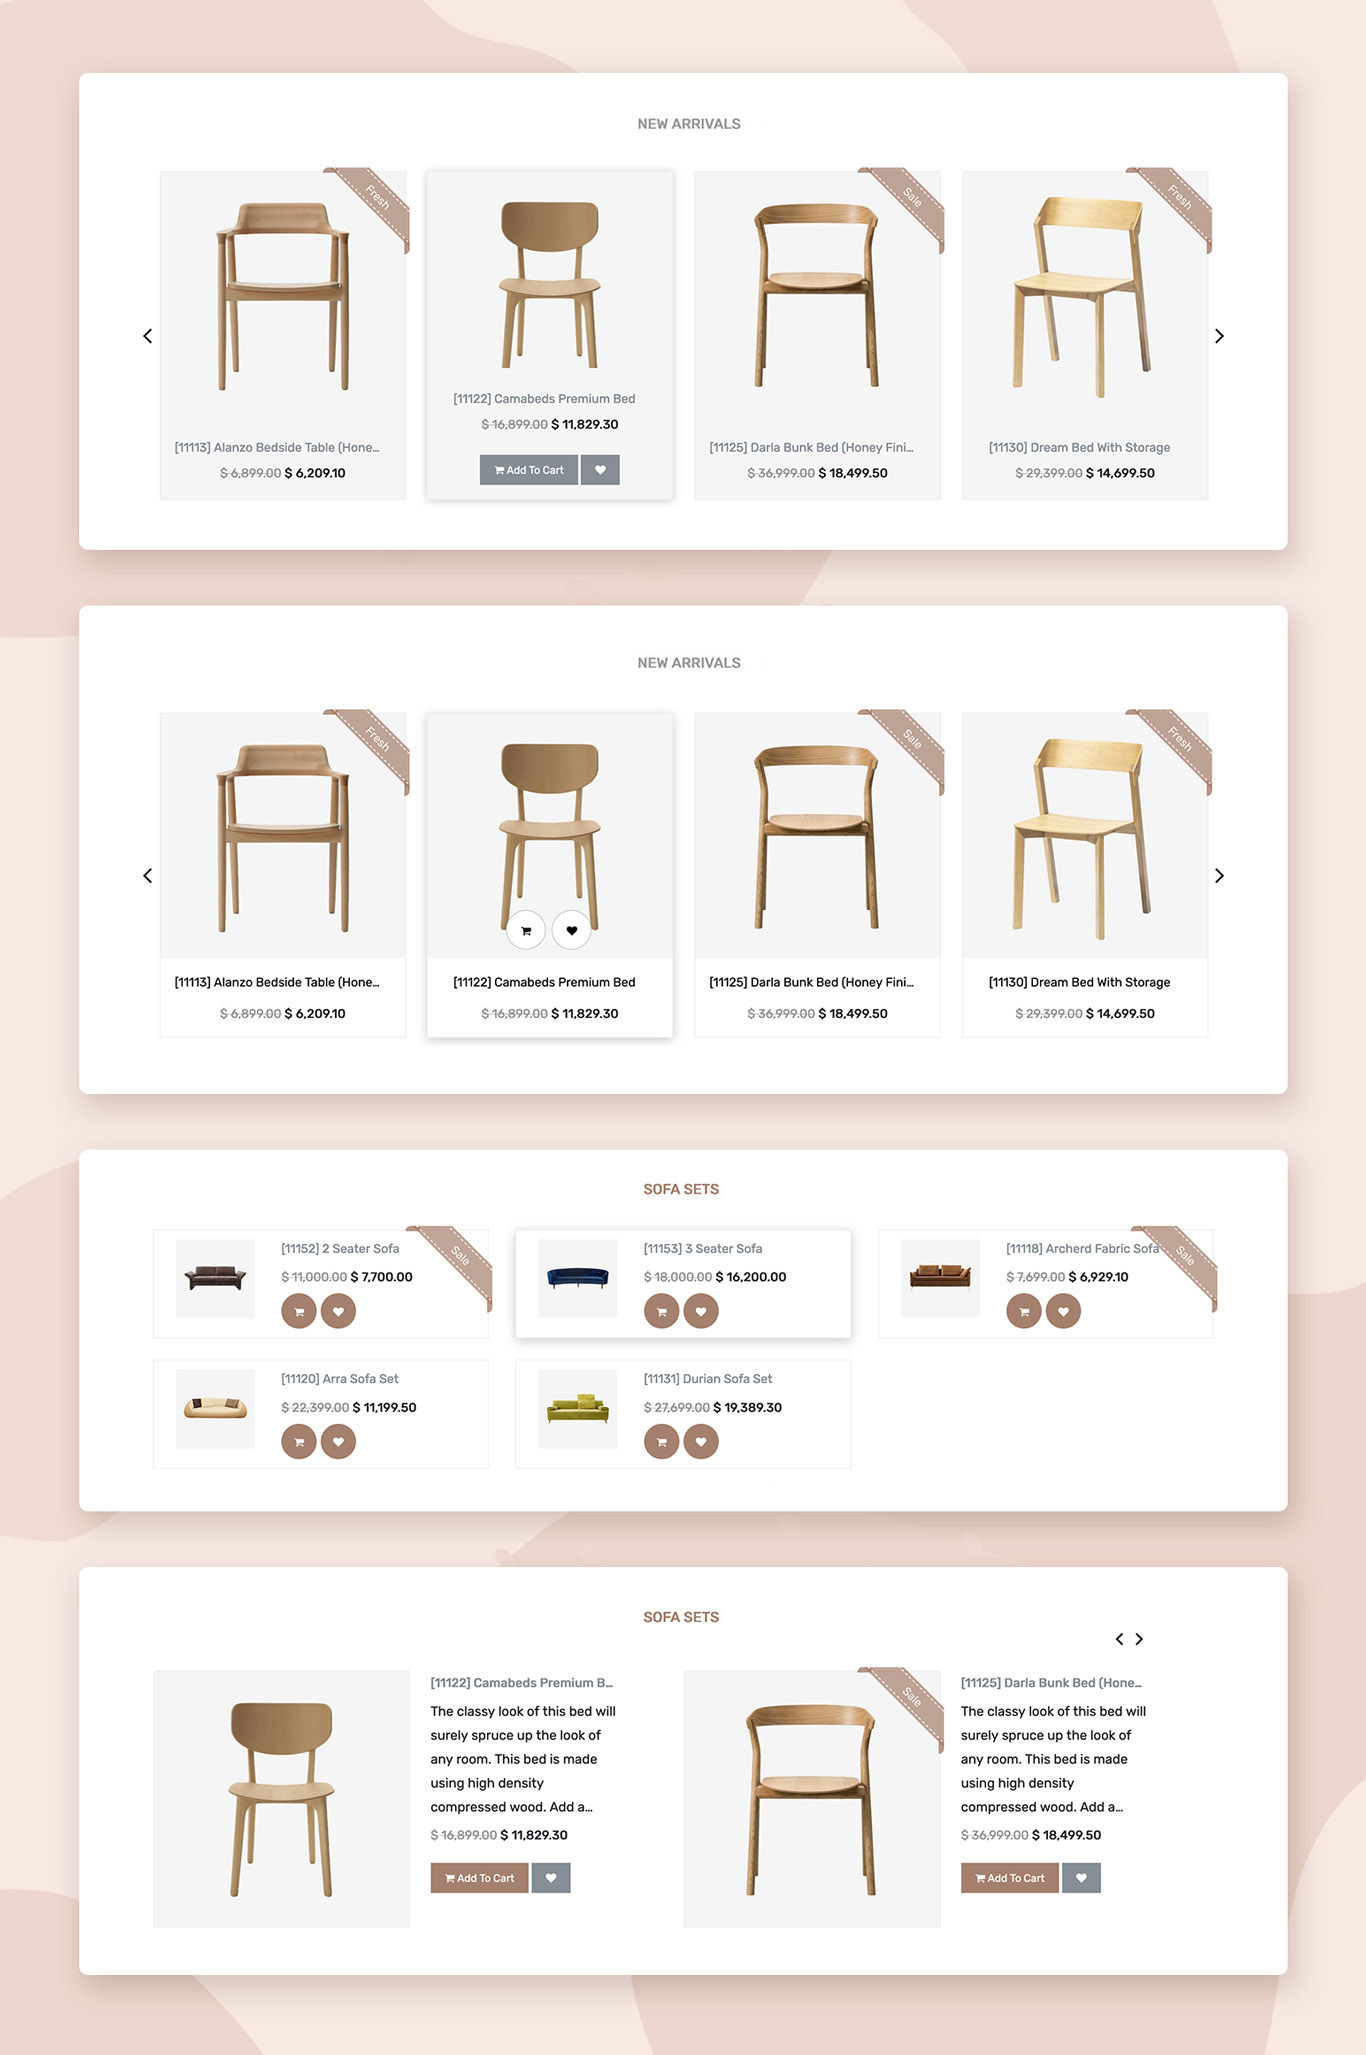 NEW ARRIVALS
Fresh
Sale
Fresh
[11122] Camabeds Premium Bed
$ 16,899.00 $ 11,829.30
[11113] Alanzo Bedside Table (Hone...
[11125] Darla Bunk Bed (Honey Fini...
[11130] Dream Bed With Storage
$ 6,899.00 $ 6,209.10
Add To Cart
$ 36,999.00 $ 18,499.50
$ 29,399.00 $ 14,699.50
NEW ARRIVALS
Fresh
Sale
Fresh
[11113] Alanzo Bedside Table (Hone...
[11122] Camabeds Premium Bed
[11125] Darla Bunk Bed (Honey Fini...
[11130] Dream Bed With Storage
$ 6,899.00 $ 6,209.10
$ 16,899.00 $ 11,829.30
$ 36,999.00 $ 18,499.50
$ 29,399.00 $ 14,699.50
SOFA SETS
[11152] 2 Seater Sofa
Sale
$ 11,000.00 $ 7,700.00
[11153] 3 Seater Sofa
$ 18,000.00 $ 16,200.00
[11118] Archerd Fabric Sofa
Sale
$ 7,699.00 $ 6,929.10
[11120] Arra Sofa Set
$ 22,399.00 $ 11,199.50
[11131] Durian Sofa Set
$ 27,699.00 $ 19,389.30
SOFA SETS
[11122] Camabeds Premium B...
The classy look of this bed will
surely spruce up the look of
any room. This bed is made
using high density
compressed wood. Add a...
$ 16,899.00 $ 11,829.30
Add To Cart
Sale
[11125] Darla Bunk Bed (Hone...
The classy look of this bed will
surely spruce up the look of
any room. This bed is made
using high density
compressed wood. Add a...
$ 36,999.00 $ 18,499.50
Add To Cart